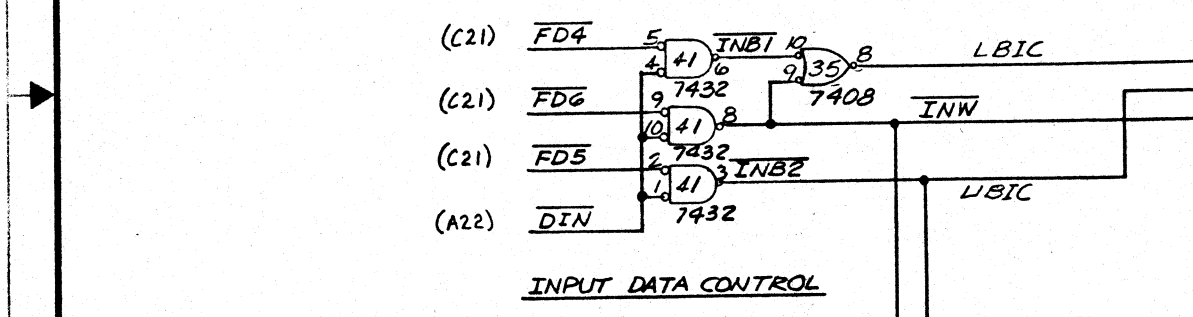 (C21) FD4 5 4 41 6 7432 INB1 10 9 35 8 7408 LBIC
(C21) FD6 9 10 41 8 7432 INW
(C21) FD5 2 1 41 3 7432 INB2 UBIC
(A22) DIN
INPUT DATA CONTROL